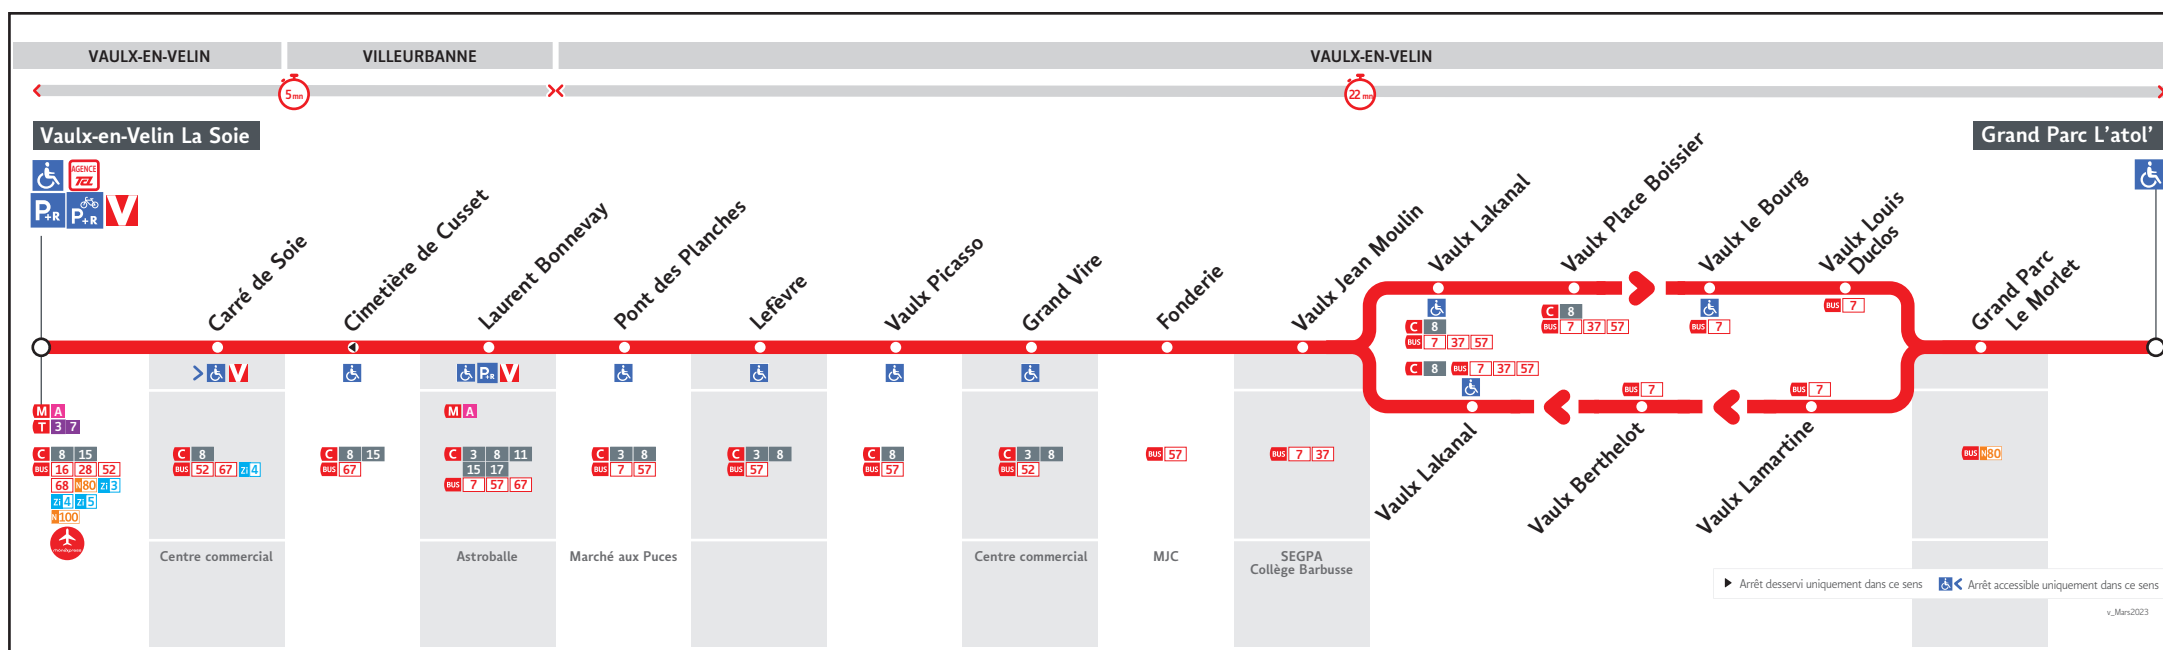 VAULX-EN-VELIN
VILLEURBANNE
VAULX-EN-VELIN
5mn
22 mn
Vaulx-en-Velin La Soie
Grand Parc L'atol'
AGENCE
TCL
P+R
P+R
Carré de Soie
Cimetière de Cusset
Laurent Bonnevay
Pont des Planches
Lefèvre
Vaulx Picasso
Grand Vire
Fonderie
Vaulx Jean Moulin
Vaulx Lakanal
Vaulx Place Boissier
Vaulx le Bourg
Vaulx Louis
Duclos
Grand Parc
Le Morlet
C 8
BUS 7 37 57
C 8
BUS 7 37 57
BUS 7
BUS 7
C 8 BUS 7 37 57
BUS 7
BUS 7
Vaulx Lakanal
Vaulx Berthelot
Vaulx Lamartine
P+R
M A
T 3 7
C 8 15
BUS 16 28 52
68 N80 Zi 3
Zi 4 Zi 5
N100
rhônexpress
C 8
BUS 52 67 Zi 4
C 8 15
BUS 67
M A
C 3 8 11
15 17
BUS 7 57 67
C 3 8
BUS 7 57
C 3 8
BUS 57
C 8
BUS 57
C 3 8
BUS 52
BUS 57
BUS 7 37
BUS N80
Centre commercial
Astroballe
Marché aux Puces
Centre commercial
MJC
SEGPA
Collège Barbusse
Arrêt desservi uniquement dans ce sens
Arrêt accessible uniquement dans ce sens
v_Mars2023